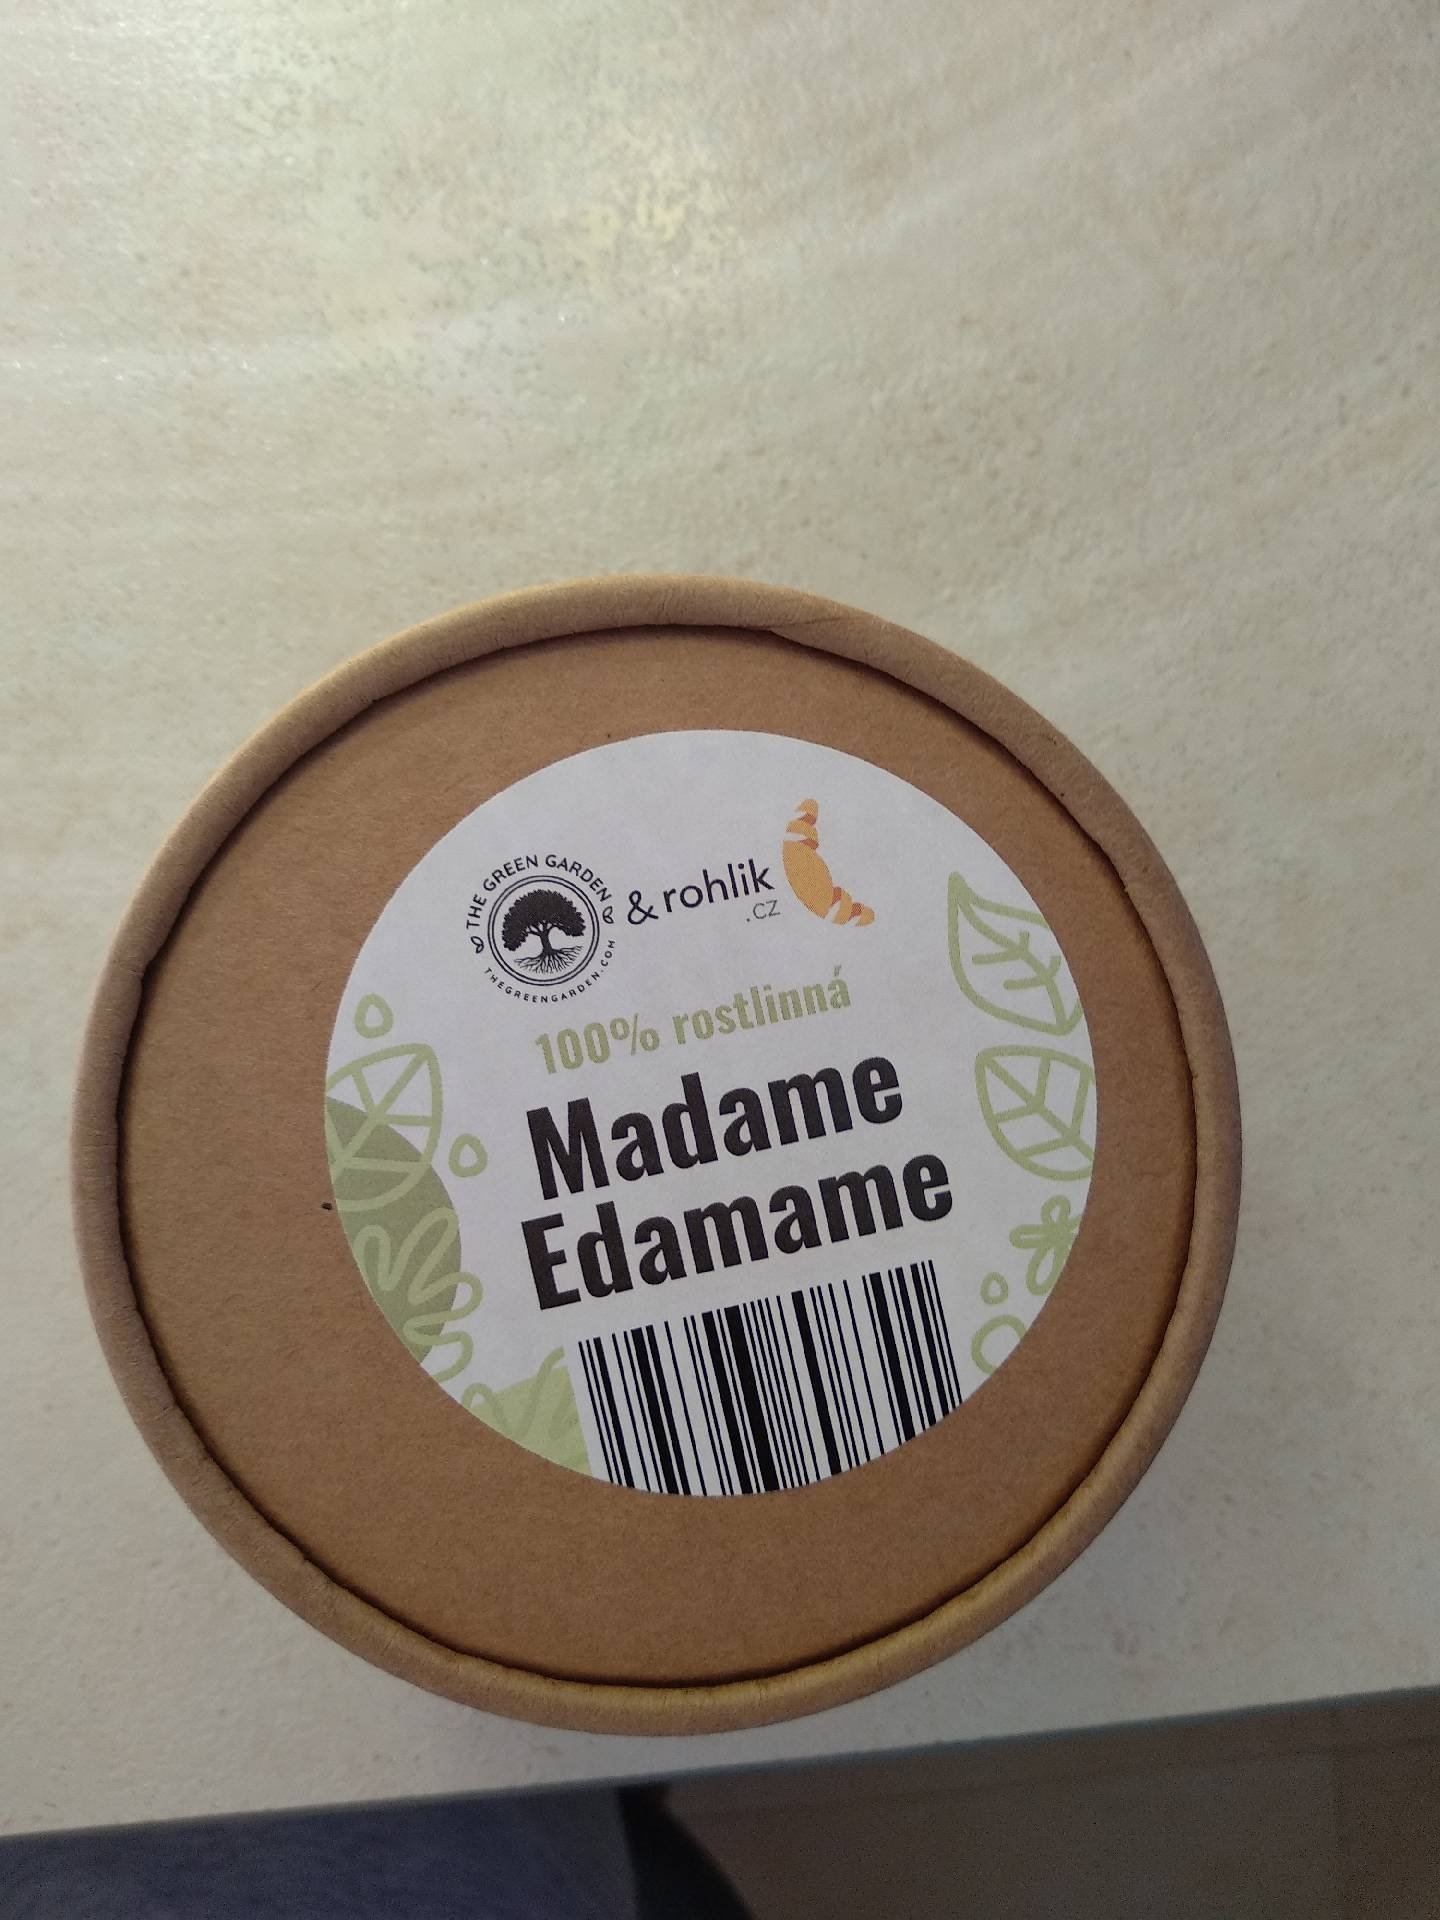 THE GREEN GARDEN
THEGREENGARDEN.COM
& rohlik
.CZ
100% rostlinná
Madame
Edamame